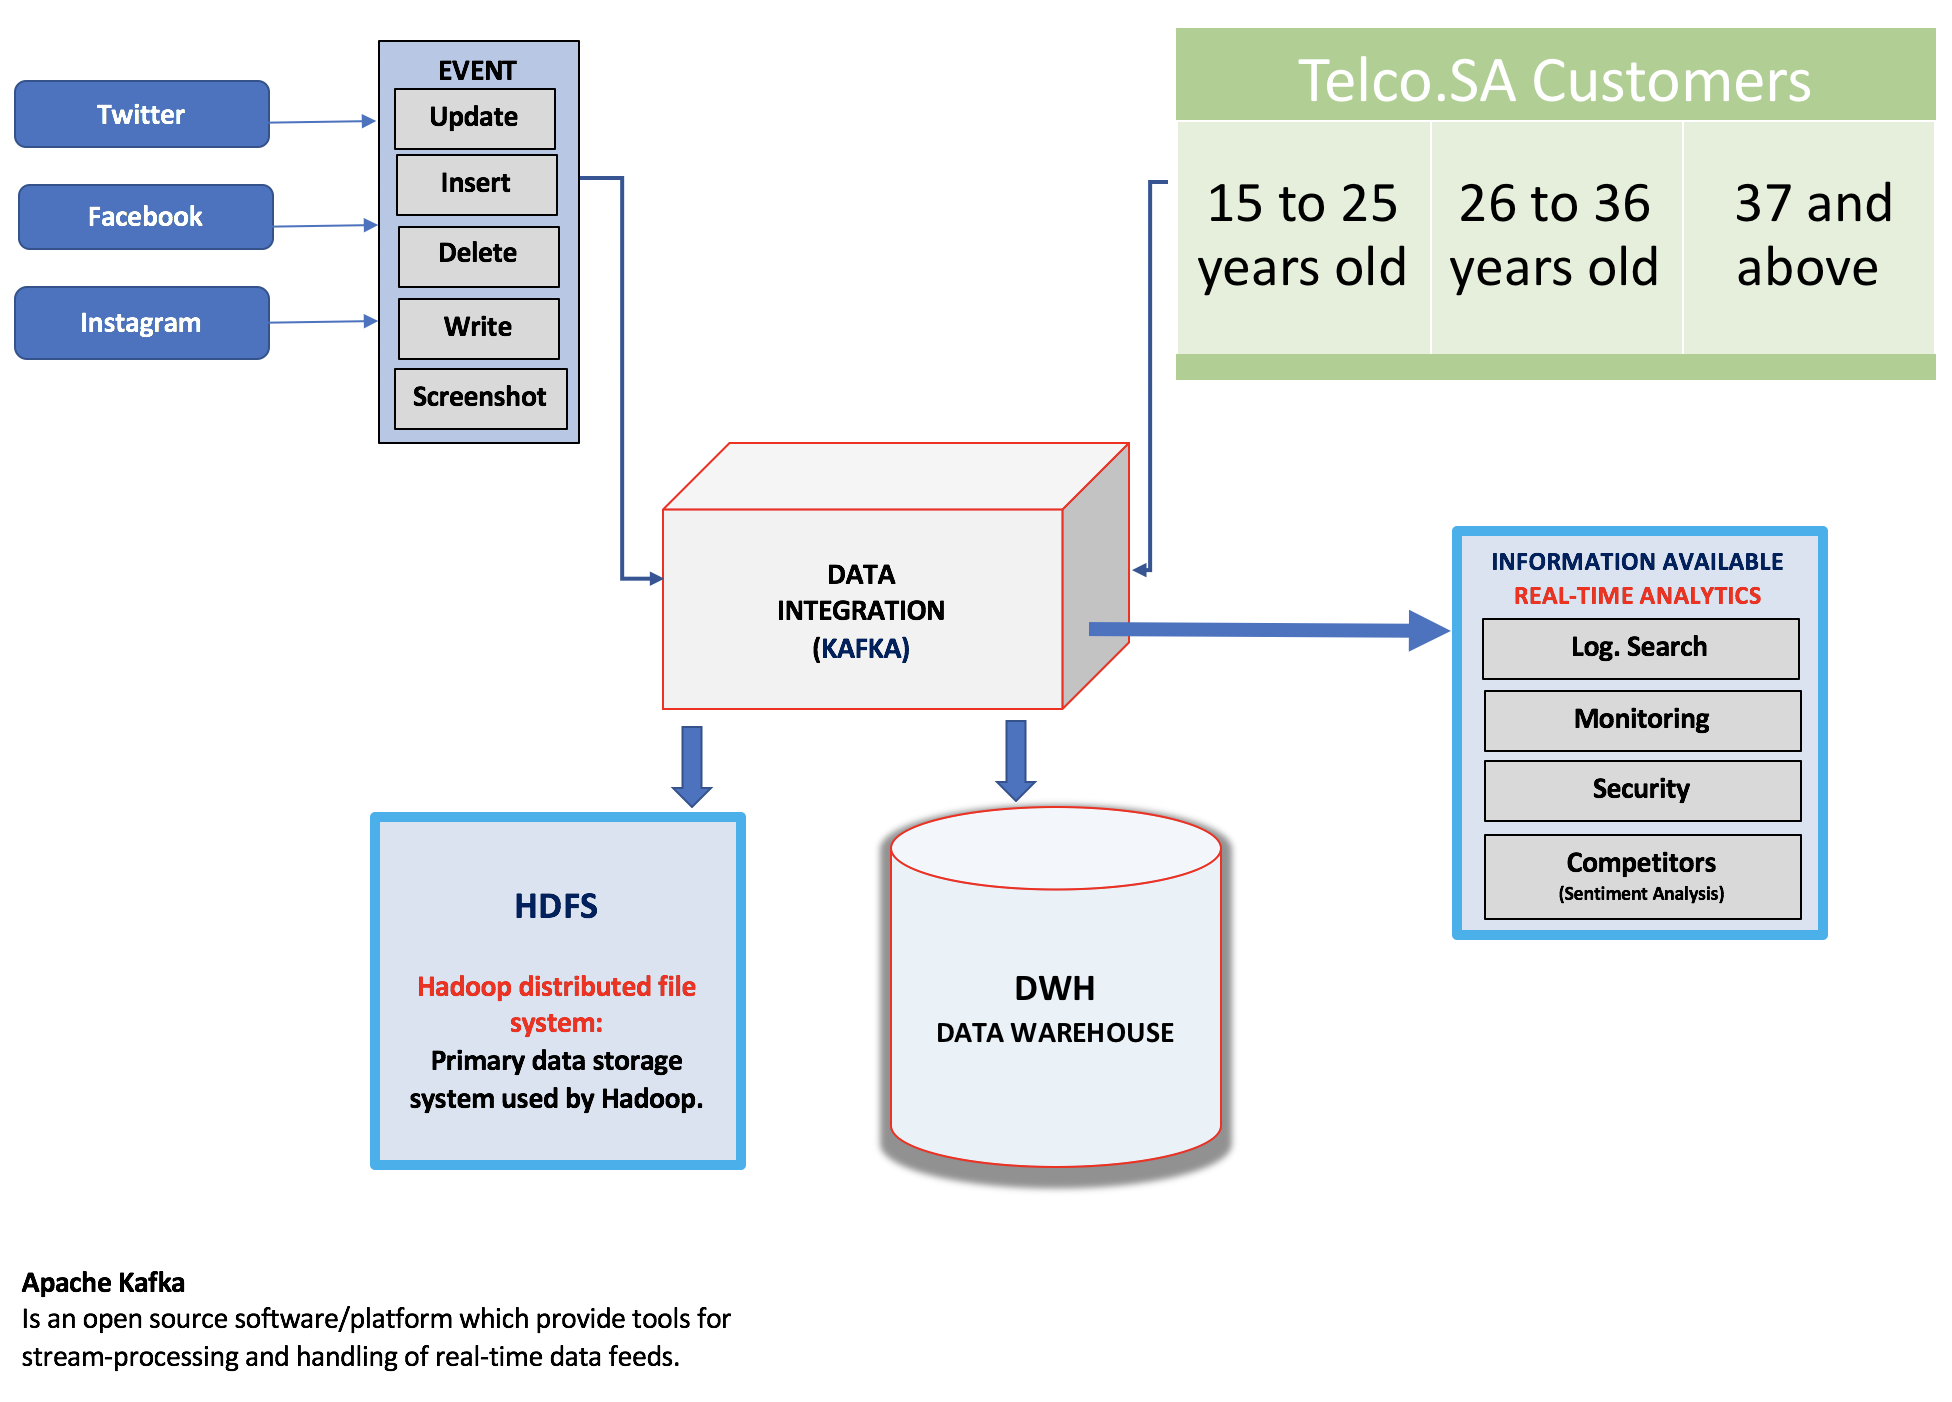 Twitter
Facebook
Instagram
EVENT
Update
Insert
Delete
Write
Screenshot
Telco.SA Customers
15 to 25
years old
26 to 36
years old
37 and
above
DATA
INTEGRATION
(KAFKA)
INFORMATION AVAILABLE
REAL-TIME ANALYTICS
Log. Search
Monitoring
Security
Competitors
(Sentiment Analysis)
HDFS
Hadoop distributed file
system:
Primary data storage
system used by Hadoop.
DWH
DATA WAREHOUSE
Apache Kafka
Is an open source software/platform which provide tools for
stream-processing and handling of real-time data feeds.